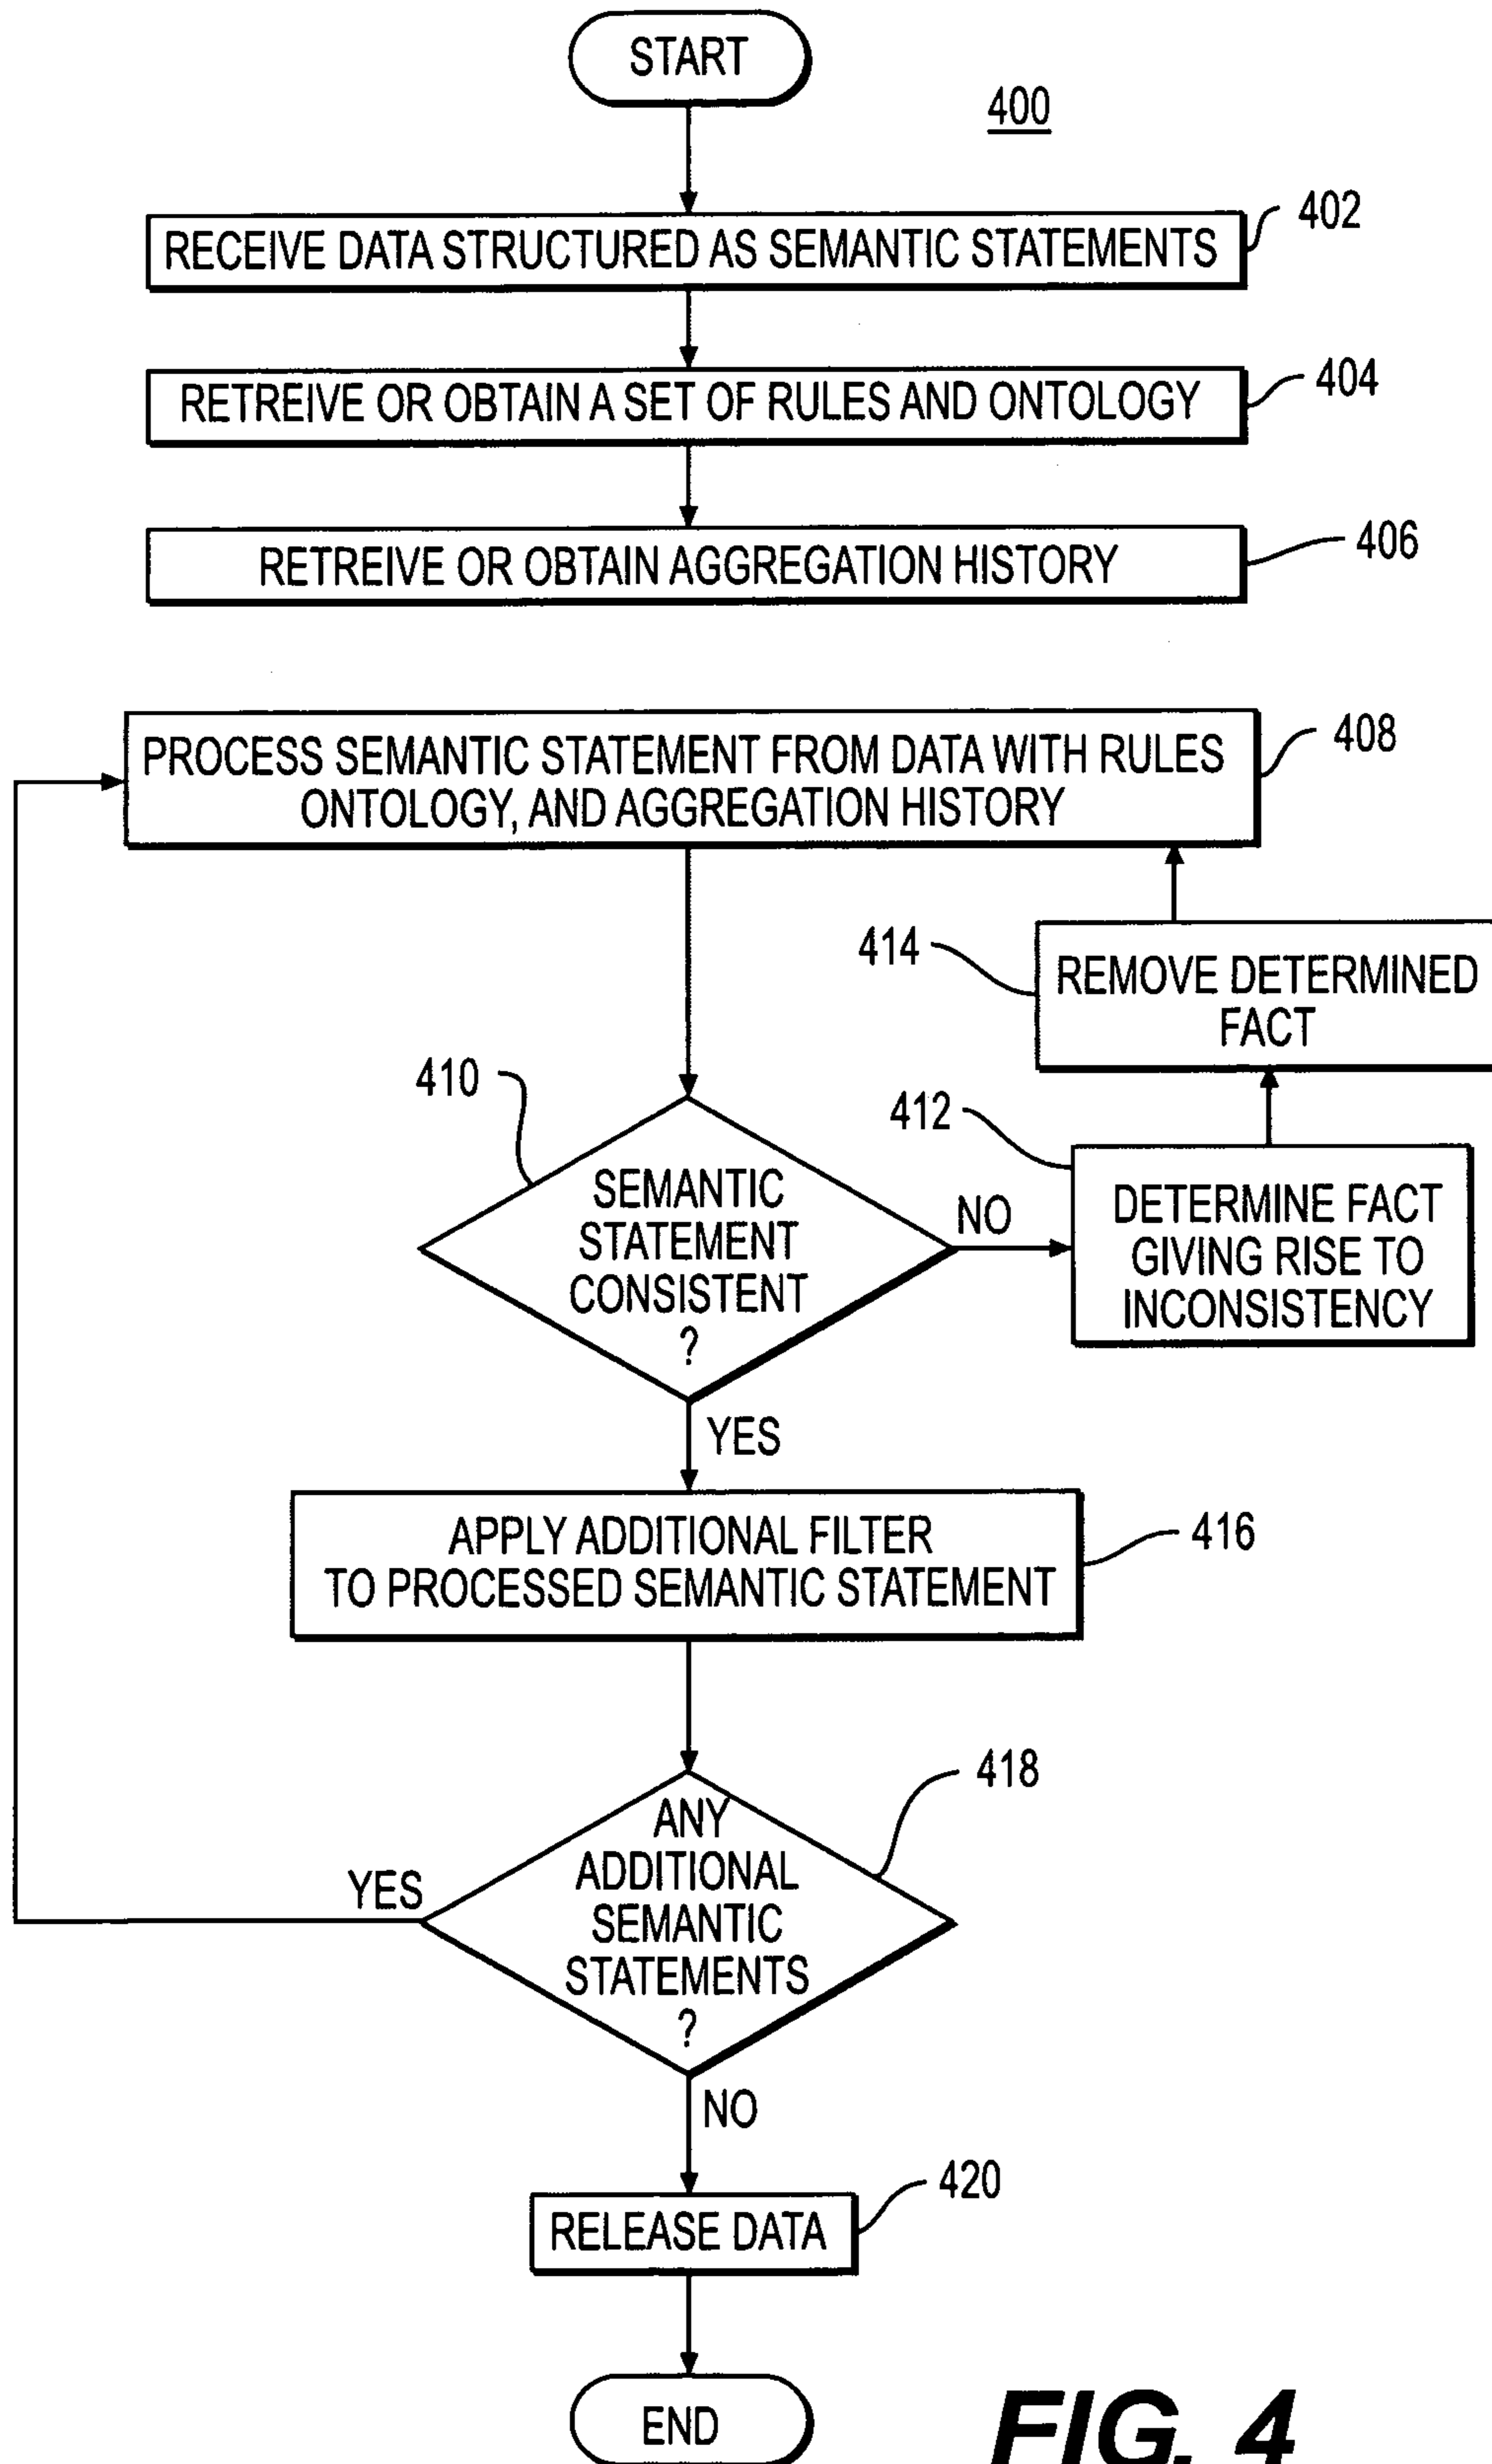 START
400
RECEIVE DATA STRUCTURED AS SEMANTIC STATEMENTS
402
RETREIVE OR OBTAIN A SET OF RULES AND ONTOLOGY
404
RETREIVE OR OBTAIN AGGREGATION HISTORY
406
PROCESS SEMANTIC STATEMENT FROM DATA WITH RULES
ONTOLOGY, AND AGGREGATION HISTORY
408
414
REMOVE DETERMINED
FACT
410
412
SEMANTIC
STATEMENT
CONSISTENT
?
NO
DETERMINE FACT
GIVING RISE TO
INCONSISTENCY
YES
APPLY ADDITIONAL FILTER
TO PROCESSED SEMANTIC STATEMENT
416
418
ANY
ADDITIONAL
SEMANTIC
STATEMENTS
?
YES
NO
420
RELEASE DATA
END
FIG. 4